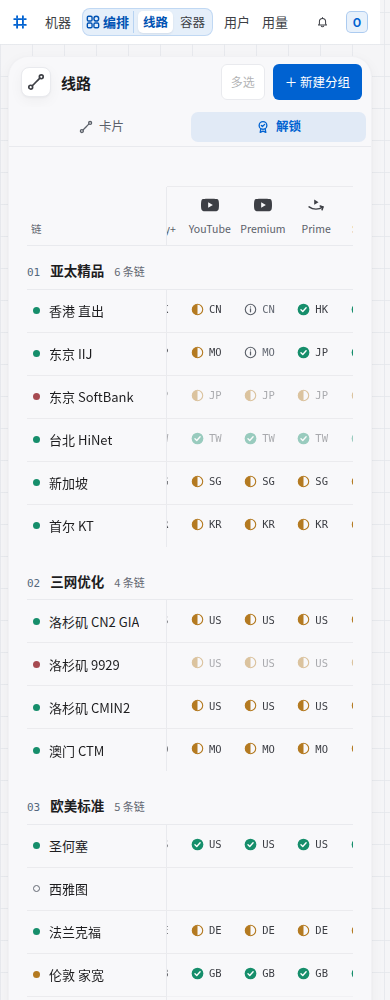 机器 编排 线路 容器 用户 用量 O
线路 多选 + 新建分组
卡片 解锁
链 y+ YouTube Premium Prime
01 亚太精品 6 条链
香港 直出 CN CN HK
东京 IIJ MO MO JP
东京 SoftBank JP JP JP
台北 HiNet TW TW TW
新加坡 SG SG SG
首尔 KT KR KR KR
02 三网优化 4 条链
洛杉矶 CN2 GIA US US US
洛杉矶 9929 US US US
洛杉矶 CMIN2 US US US
澳门 CTM MO MO MO
03 欧美标准 5 条链
圣何塞 US US US
西雅图
法兰克福 DE DE DE
伦敦 家宽 GB GB GB